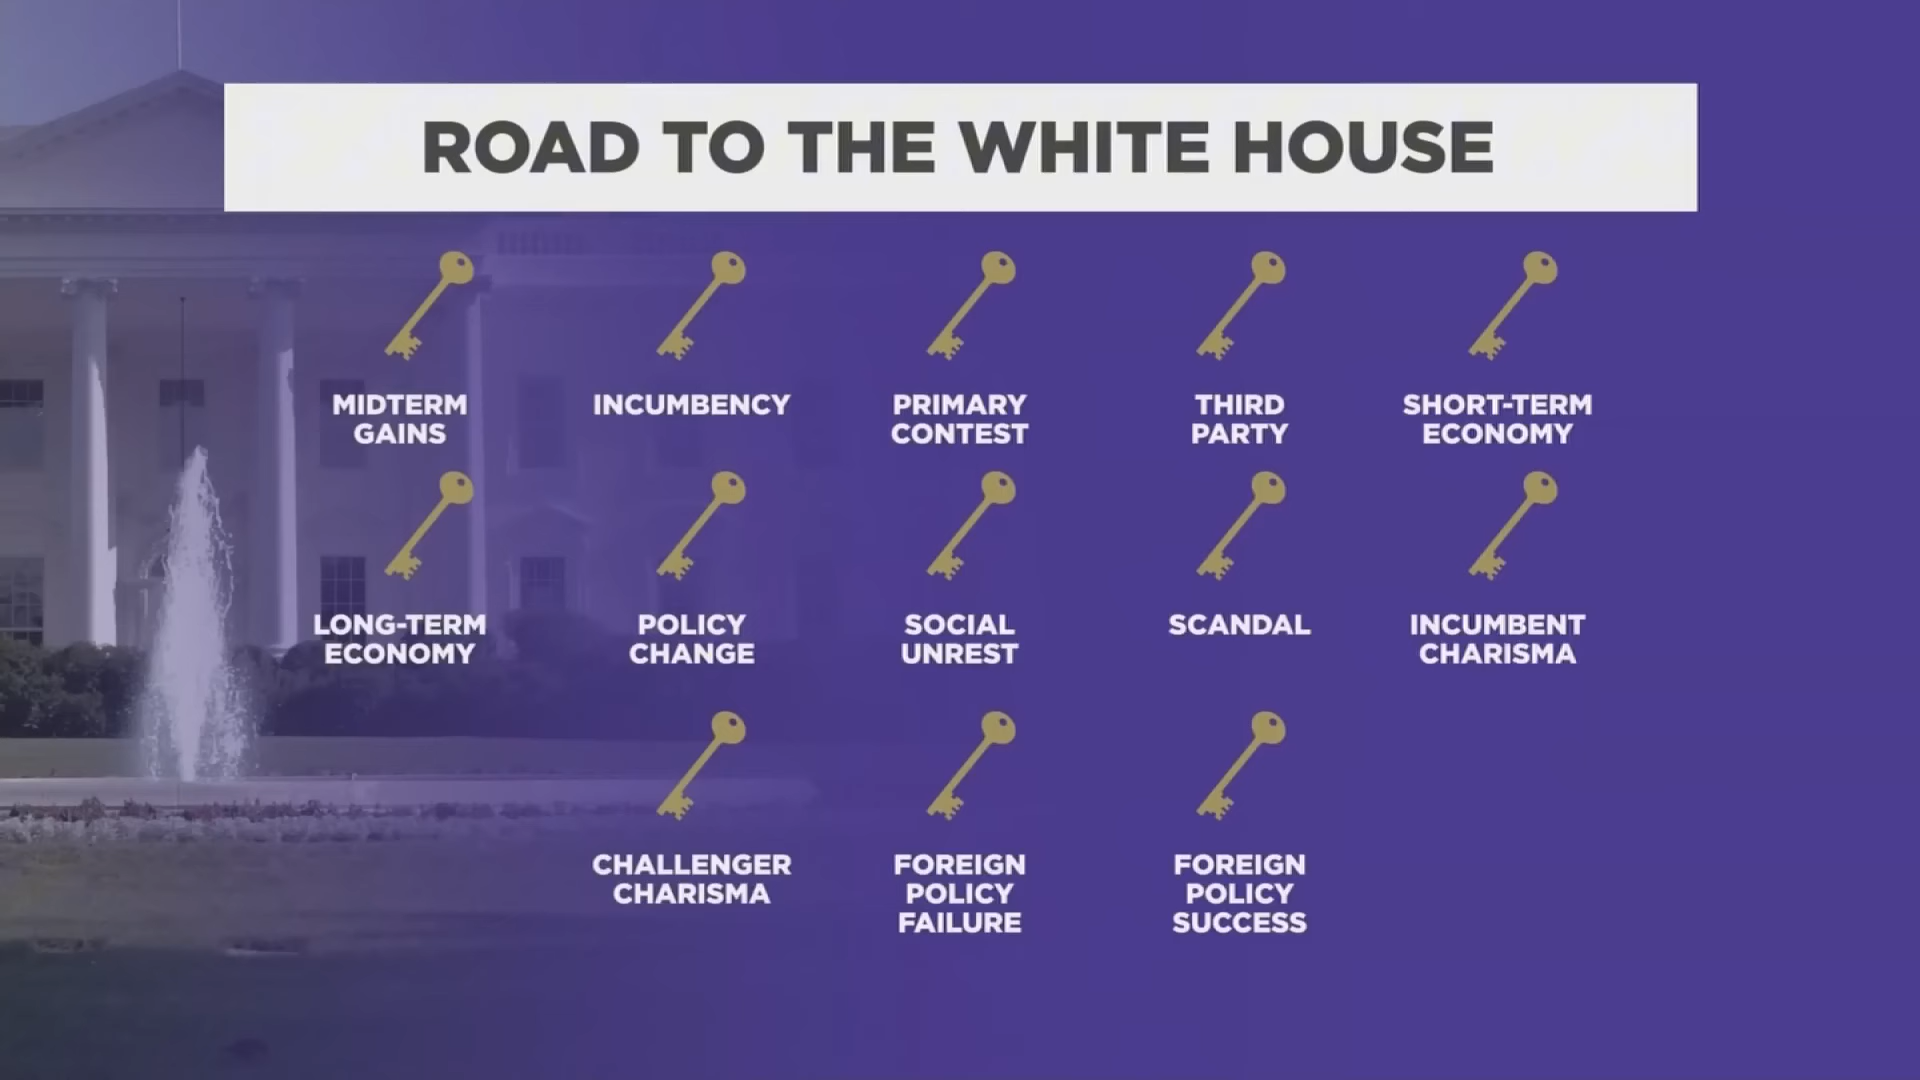 ROAD TO THE WHITE HOUSE
MIDTERM
GAINS
INCUMBENCY
PRIMARY
CONTEST
THIRD
PARTY
SHORT-TERM
ECONOMY
LONG-TERM
ECONOMY
POLICY
CHANGE
SOCIAL
UNREST
SCANDAL
INCUMBENT
CHARISMA
CHALLENGER
CHARISMA
FOREIGN
POLICY
FAILURE
FOREIGN
POLICY
SUCCESS